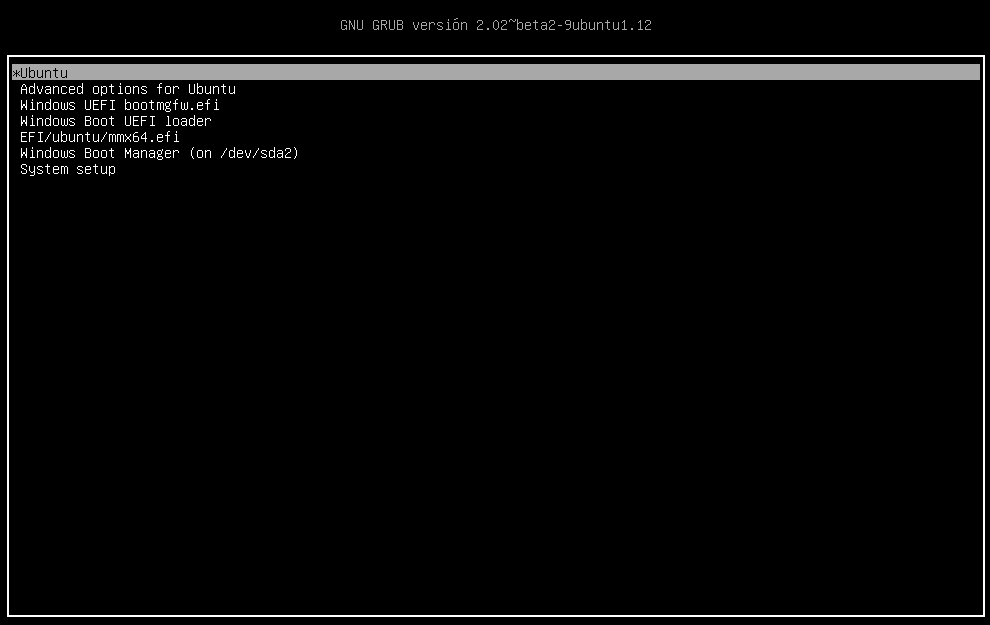 GNU GRUB versión 2.02~beta2-9ubuntu1.12
*Ubuntu
Advanced options for Ubuntu
Windows UEFI bootmgfw.efi
Windows Boot UEFI loader
EFI/ubuntu/mmx64.efi
Windows Boot Manager (on /dev/sda2)
System setup